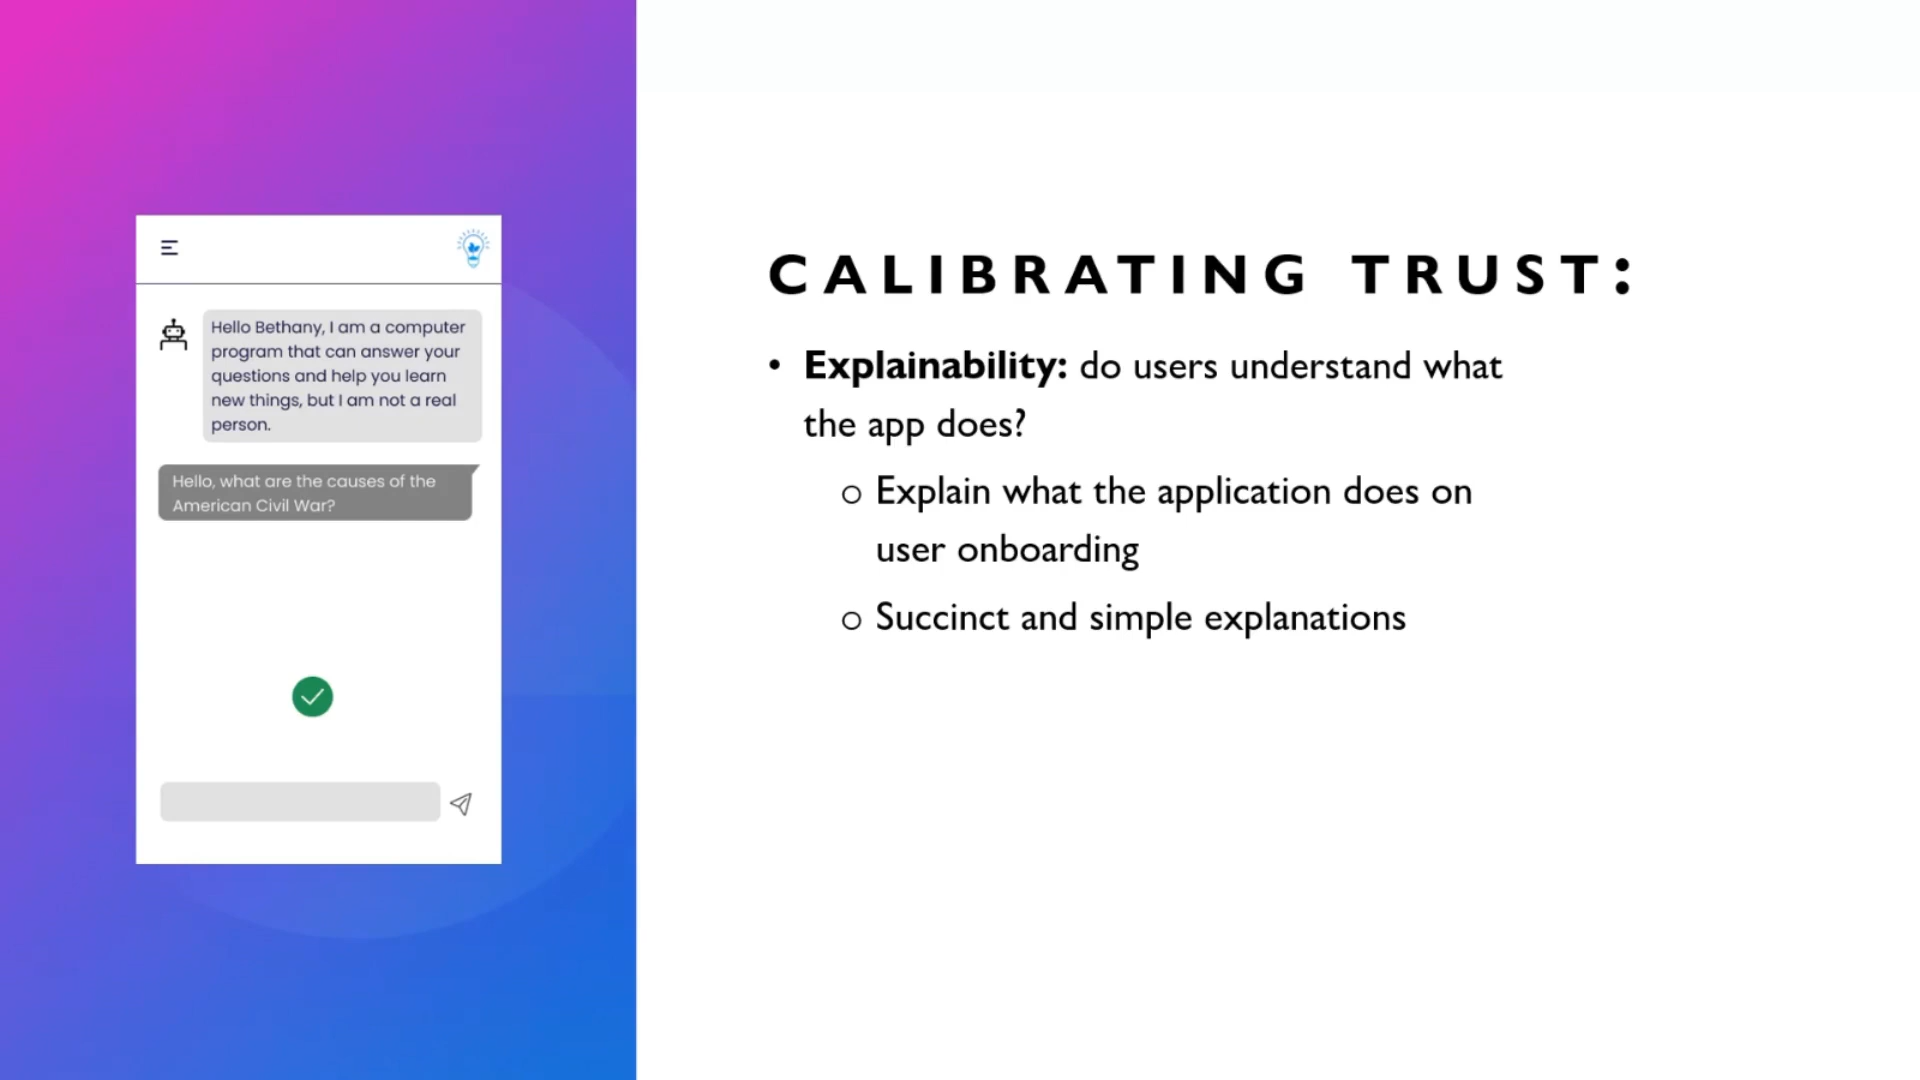 Hello Bethany, I am a computer
program that can answer your
questions and help you learn
new things, but I am not a real
person.
Hello, what are the causes of the
American Civil War?
CALIBRATING TRUST:
• Explainability: do users understand what
the app does?
o Explain what the application does on
user onboarding
o Succinct and simple explanations